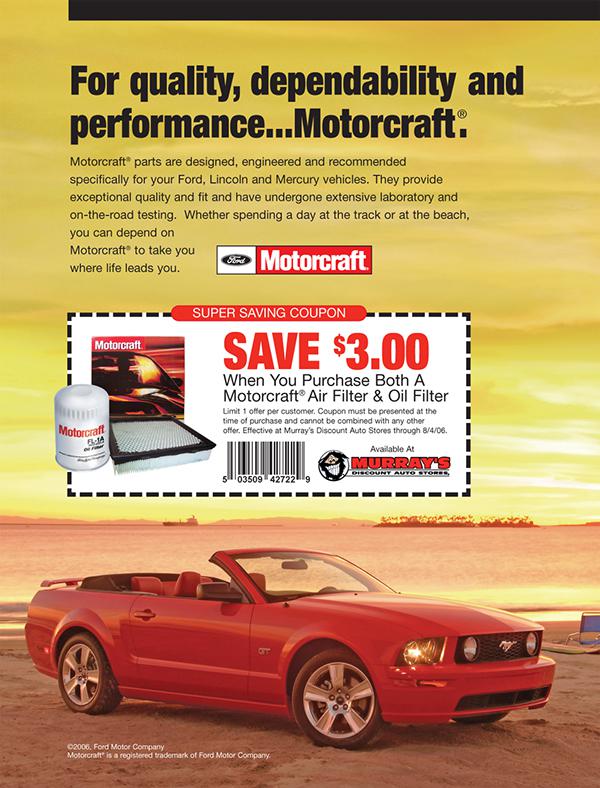 For quality, dependability and
performance...Motorcraft®.
Motorcraft® parts are designed, engineered and recommended
specifically for your Ford, Lincoln and Mercury vehicles. They provide
exceptional quality and fit and have undergone extensive laboratory and
on-the-road testing. Whether spending a day at the track or at the beach,
you can depend on
Motorcraft® to take you
where life leads you.
Ford Motorcraft®
SUPER SAVING COUPON
SAVE $3.00
When You Purchase Both A
Motorcraft® Air Filter & Oil Filter
Limit 1 offer per customer. Coupon must be presented at the
time of purchase and cannot be combined with any other
offer. Effective at Murray's Discount Auto Stores through 8/4/06.
Motorcraft
Motorcraft
FL-1A
Oil Filter
5 03509 42722 9
Available At
MURRAY'S
DISCOUNT AUTO STORES
GT
©2006, Ford Motor Company
Motorcraft® is a registered trademark of Ford Motor Company.